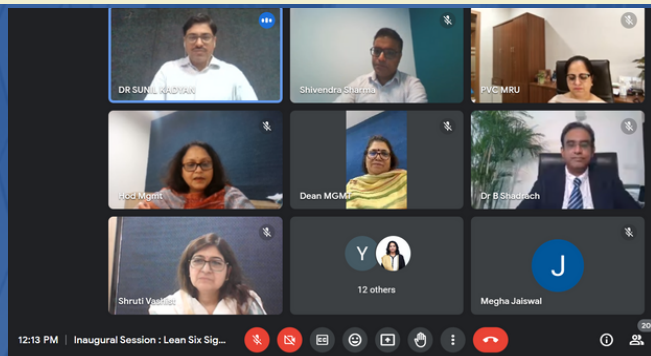 DR SUNIL KADYAN
Shivendra Sharma
PVC MRU
Hod Mgmt
Dean MGMT
Dr B Shadrach
Shruti Vashist
Y
12 others
J
Megha Jaiswal
12:13 PM | Inaugural Session : Lean Six Sig...
CC
20